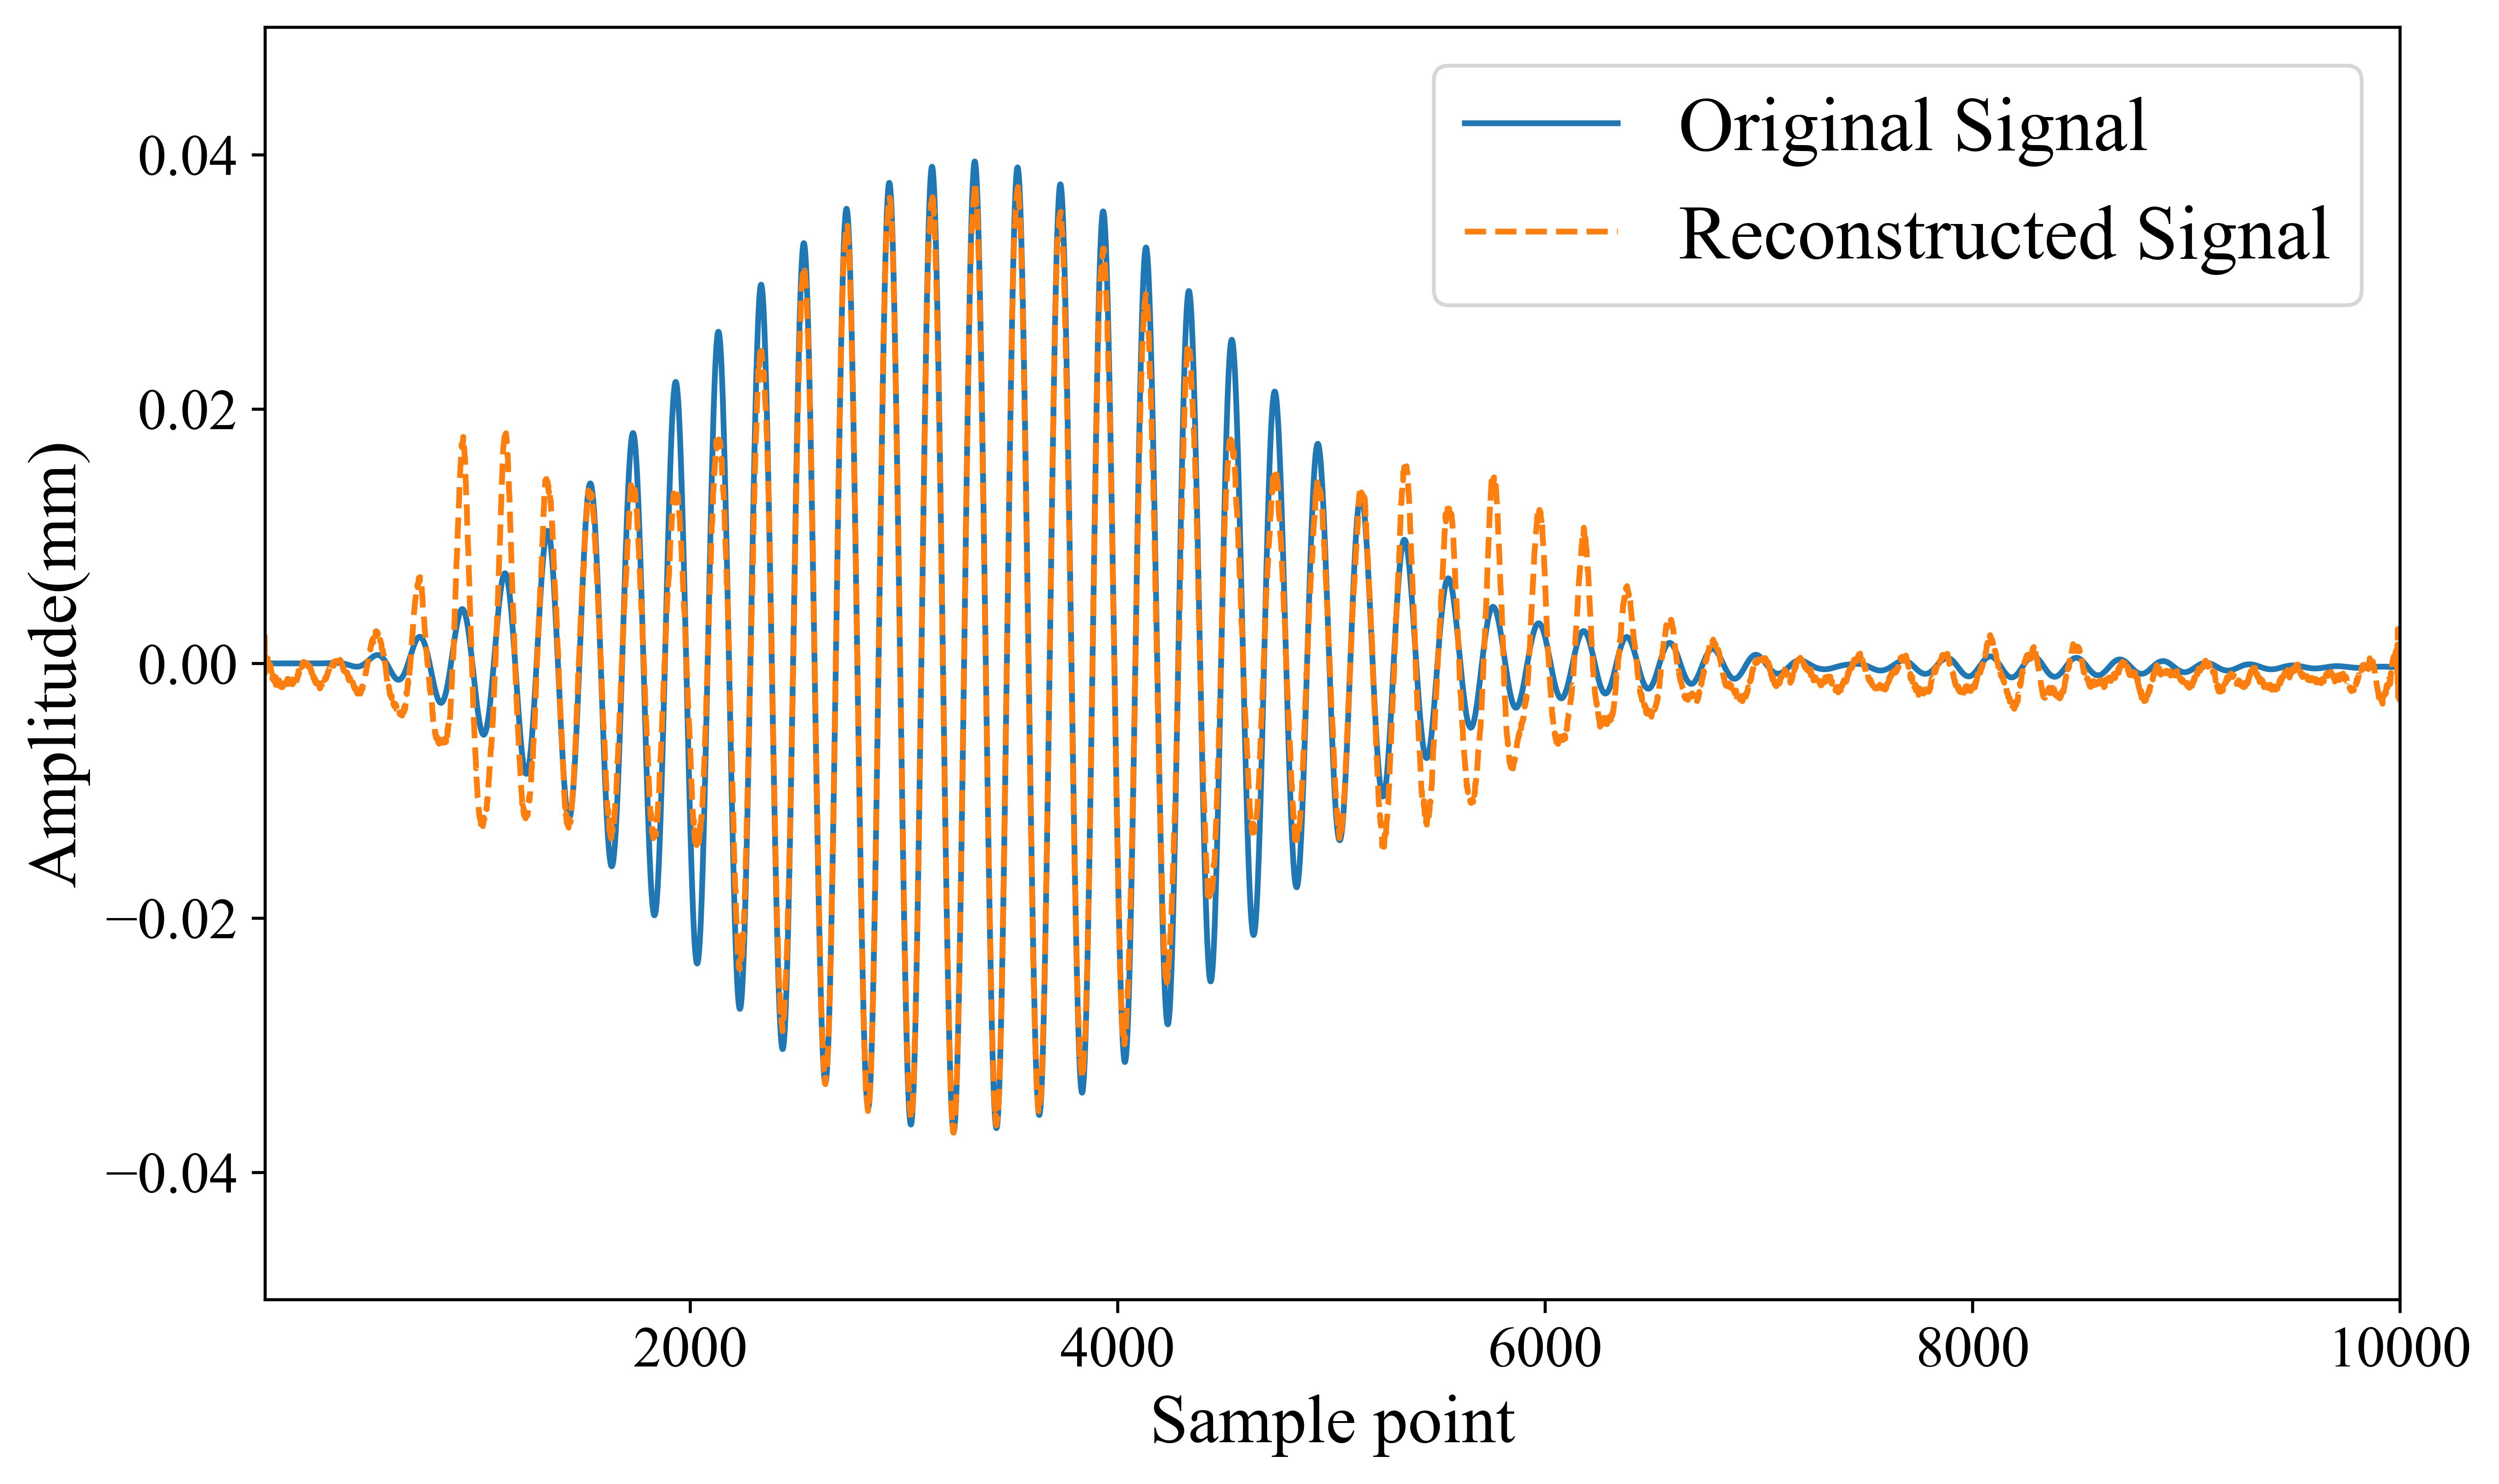 Original Signal
Reconstructed Signal
Amplitude(mm)
0.04
0.02
0.00
−0.02
−0.04
2000 4000 6000 8000 10000
Sample point